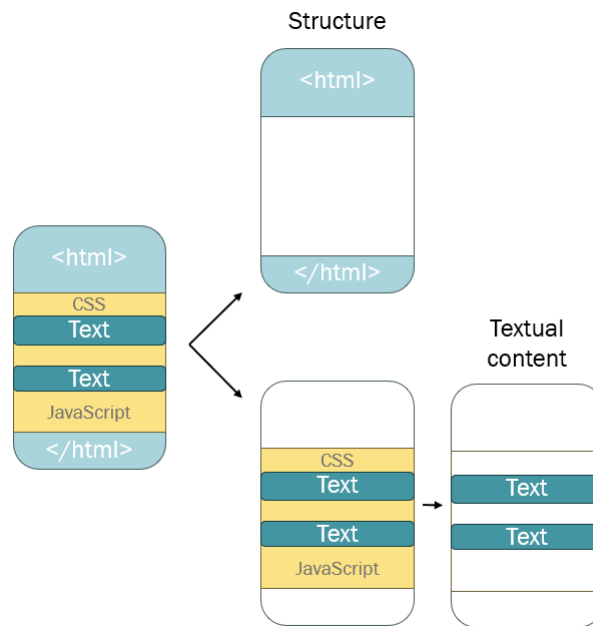 Structure
<html>
</html>
<html>
CSS
Text
Text
JavaScript
</html>
CSS
Text
Text
JavaScript
Textual
content
Text
Text